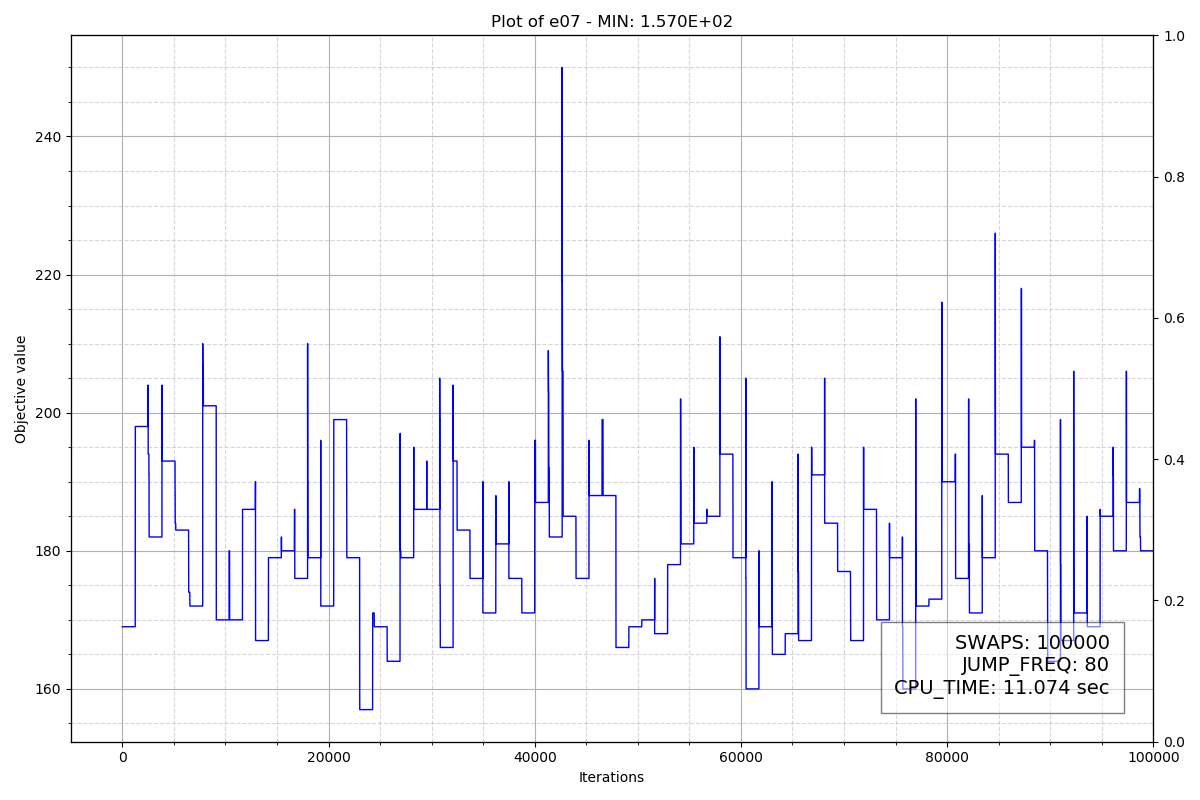 Plot of e07 - MIN: 1.570E+02
Objective value
240
220
200
180
160
1.0
0.8
0.6
0.4
0.2
0.0
SWAPS: 100000
JUMP_FREQ: 80
CPU_TIME: 11.074 sec
0 20000 40000 60000 80000 100000
Iterations